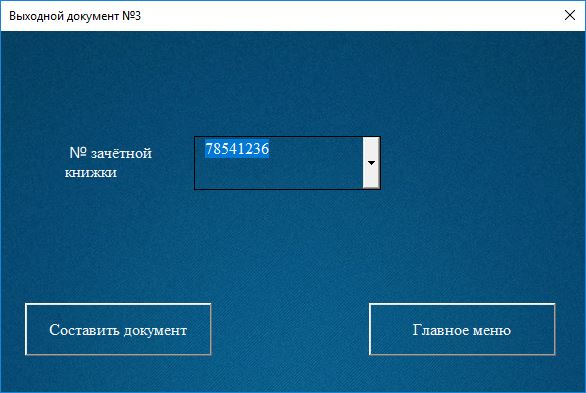 Выходной документ №3
№ зачётной
книжки
78541236
Составить документ
Главное меню